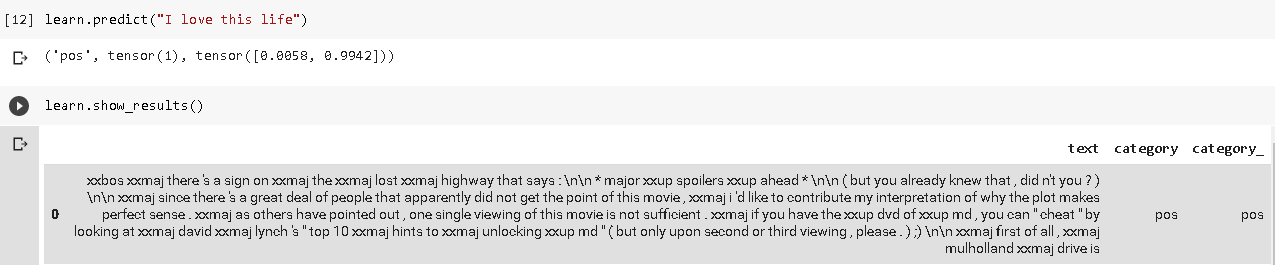 [12] learn.predict("I love this life")
('pos', tensor(1), tensor([0.0058, 0.9942]))
learn.show_results()
text category category_
xxbos xxmaj there 's a sign on xxmaj the xxmaj lost xxmaj highway that says : \n\n * major xxup spoilers xxup ahead * \n\n ( but you already knew that , did n't you ? )
\n\n xxmaj since there 's a great deal of people that apparently did not get the point of this movie , xxmaj i 'd like to contribute my interpretation of why the plot makes
0 perfect sense . xxmaj as others have pointed out , one single viewing of this movie is not sufficient . xxmaj if you have the xxup dvd of xxup md , you can " cheat " by pos pos
looking at xxmaj david xxmaj lynch 's " top 10 xxmaj hints to xxmaj unlocking xxup md " ( but only upon second or third viewing , please . ) ;) \n\n xxmaj first of all , xxmaj
mulholland xxmaj drive is